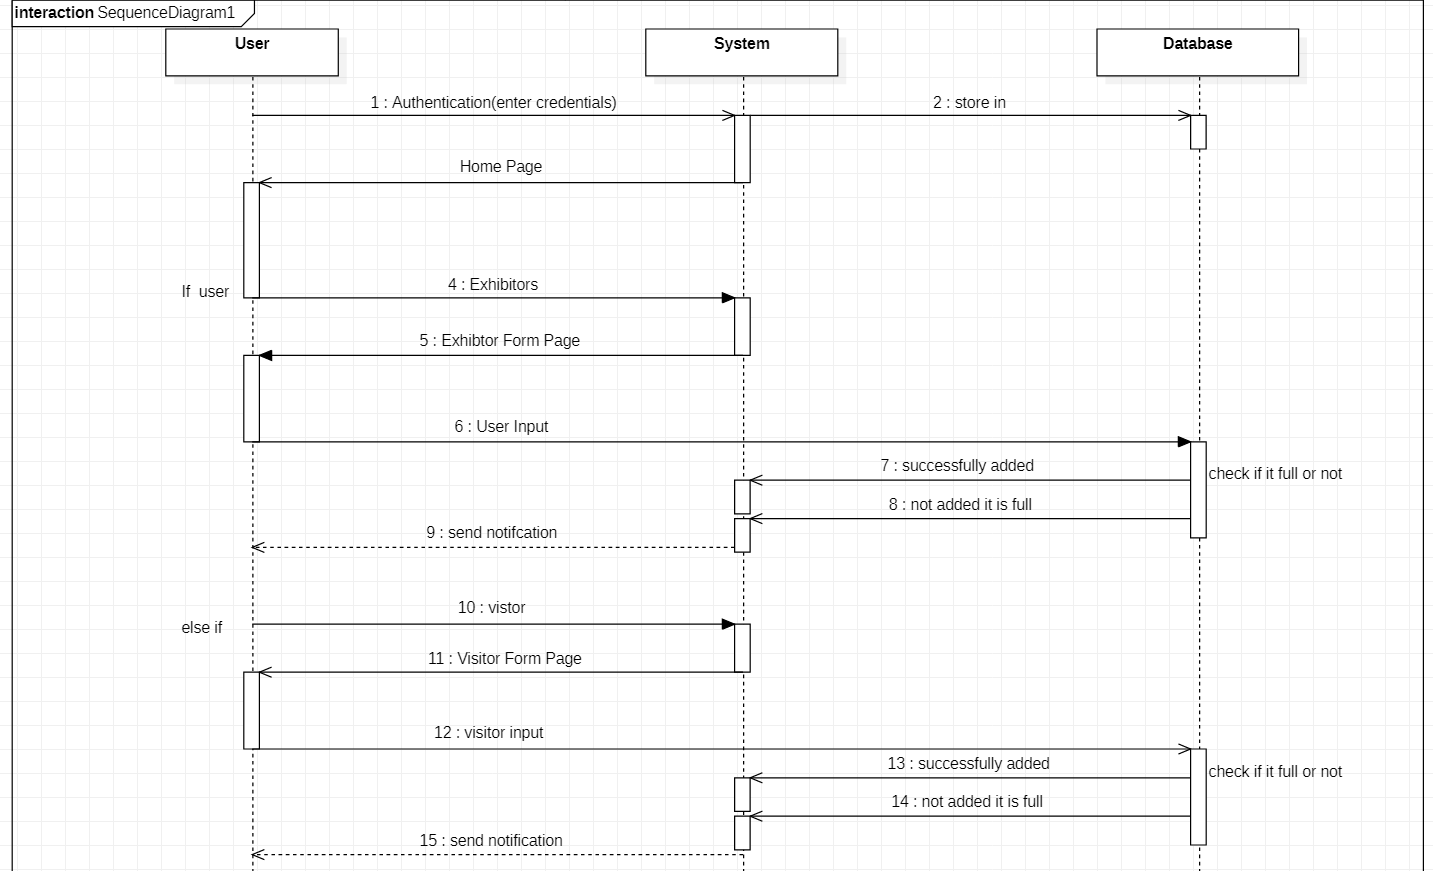 interaction SequenceDiagram1
User
System
Database
1 : Authentication(enter credentials)
2 : store in
Home Page
4 : Exhibitors
If  user
5 : Exhibtor Form Page
6 : User Input
7 : successfully added
check if it full or not
8 : not added it is full
9 : send notifcation
10 : vistor
else if
11 : Visitor Form Page
12 : visitor input
13 : successfully added
check if it full or not
14 : not added it is full
15 : send notification